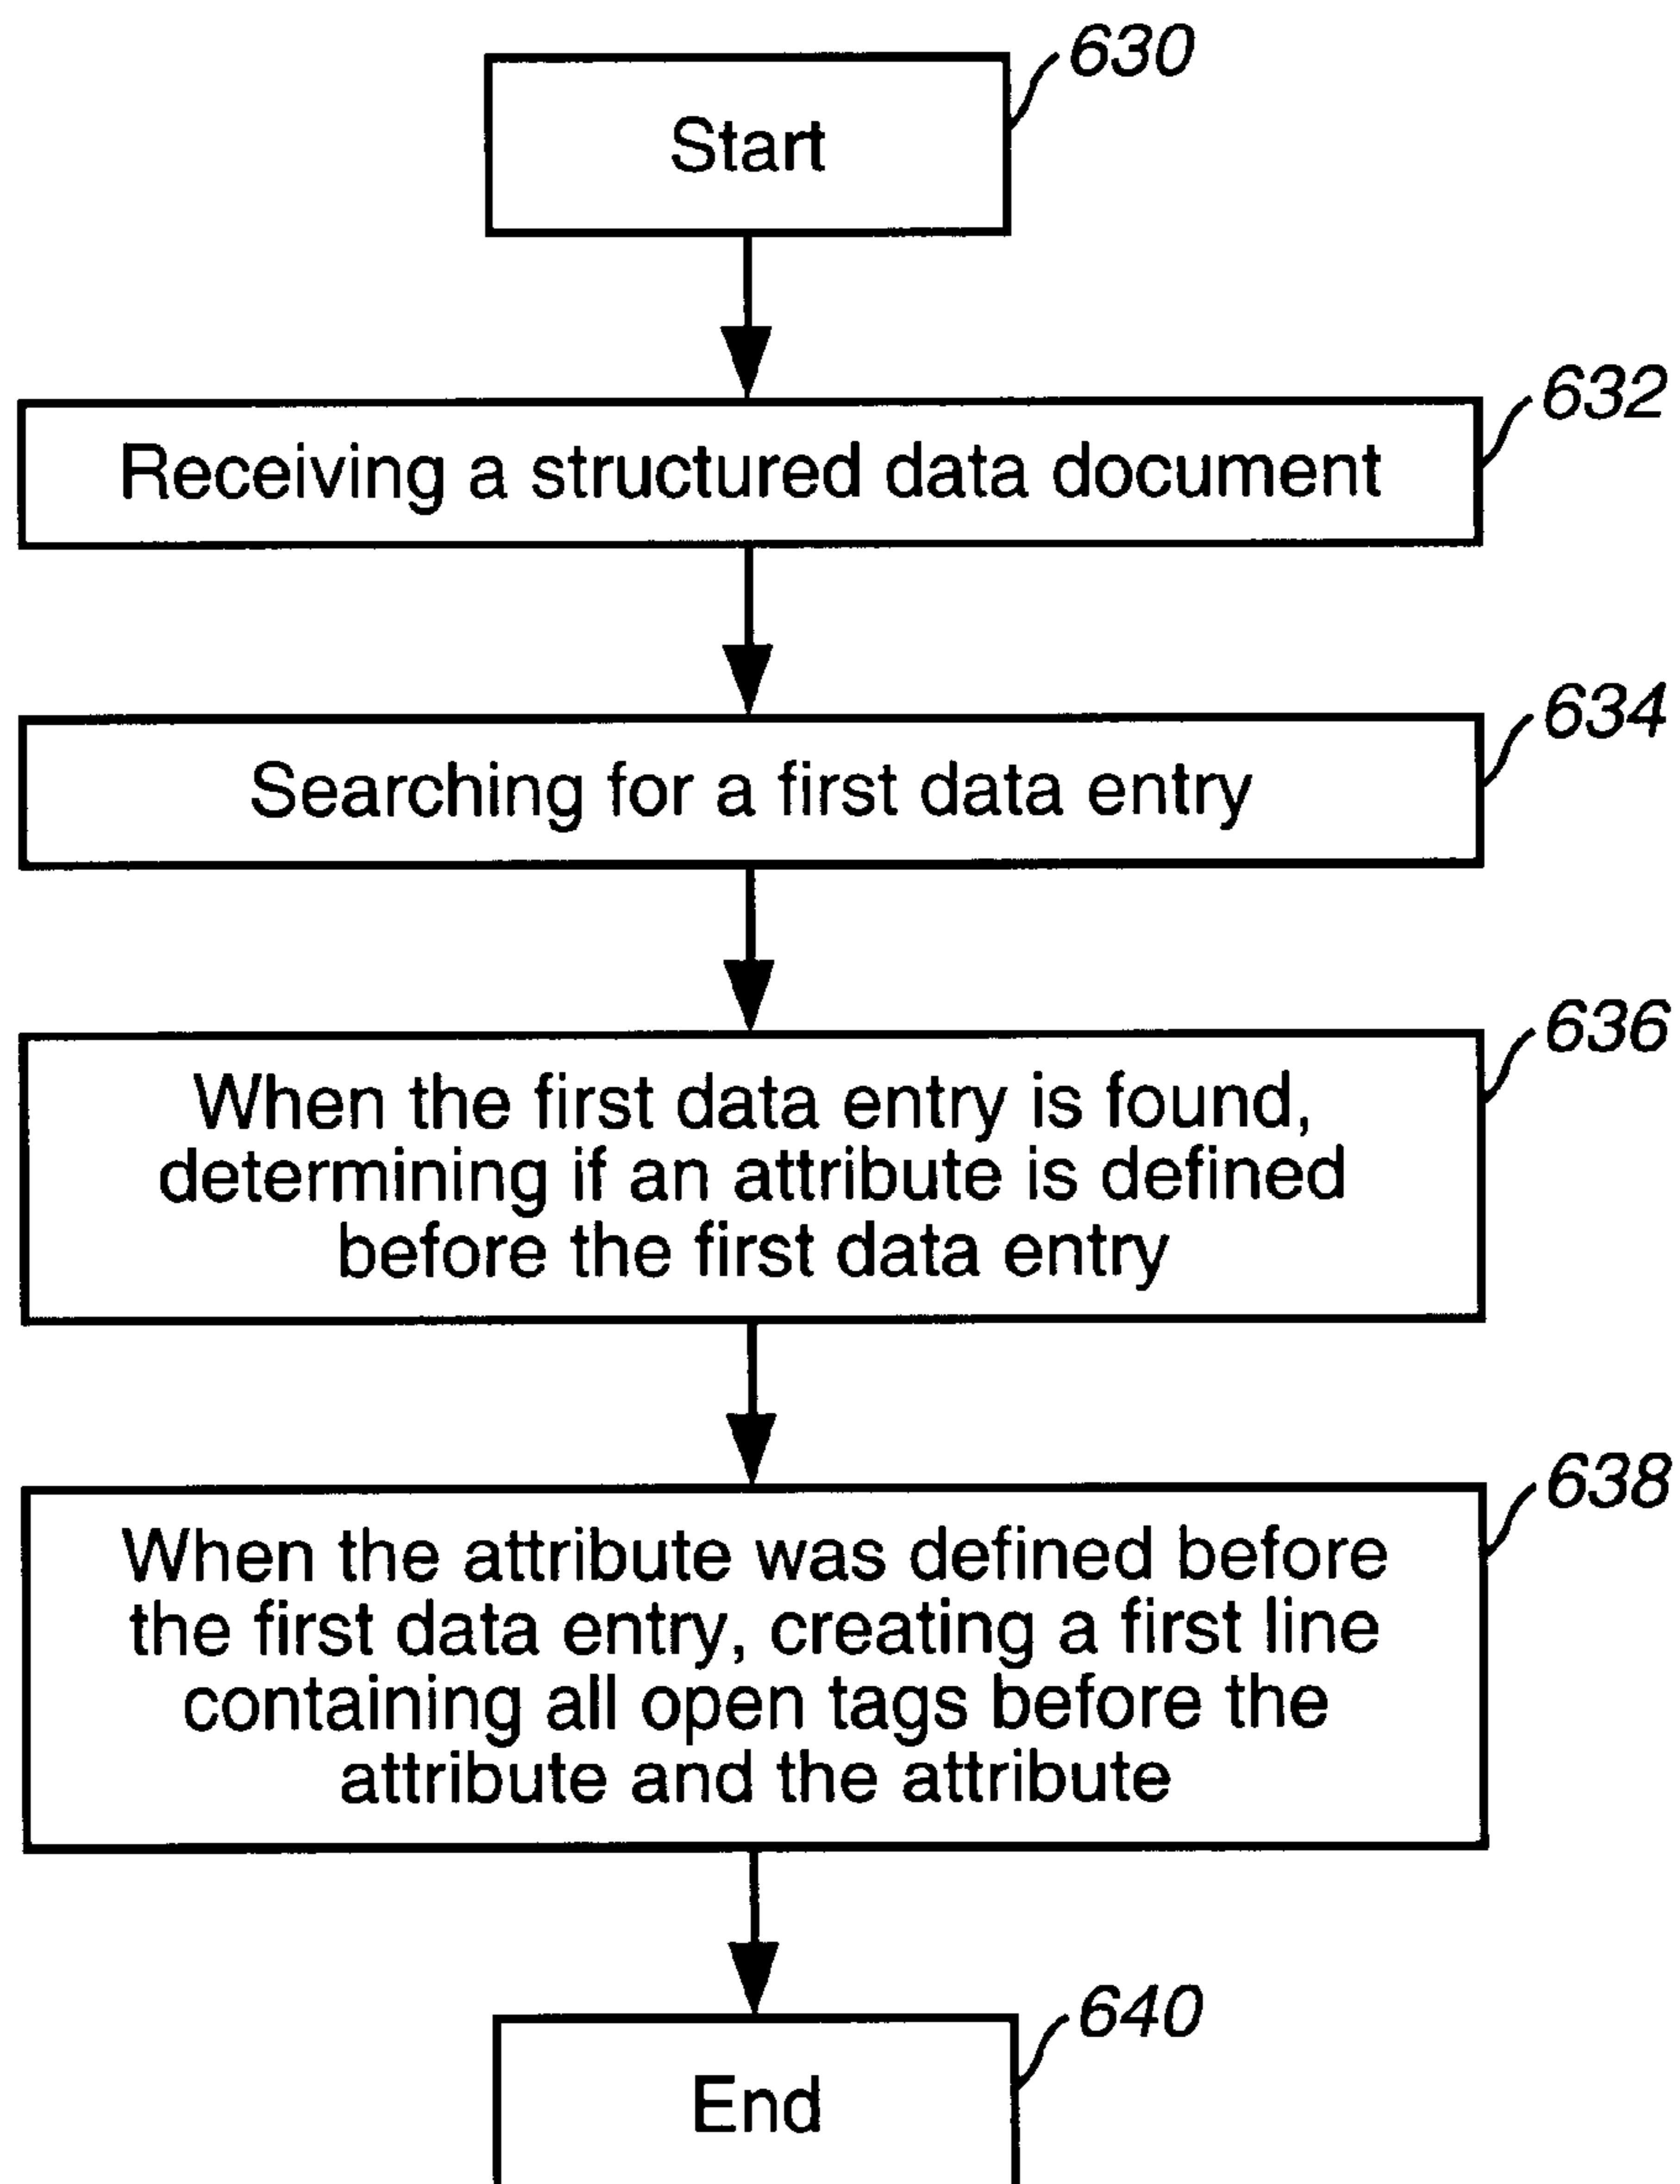 630
Start
632
Receiving a structured data document
634
Searching for a first data entry
636
When the first data entry is found,
determining if an attribute is defined
before the first data entry
638
When the attribute was defined before
the first data entry, creating a first line
containing all open tags before the
attribute and the attribute
640
End